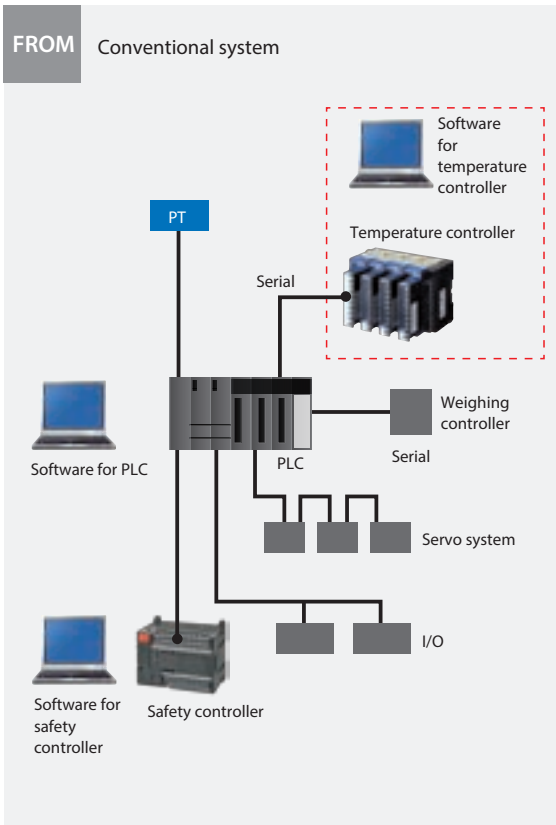 FROM
Conventional system
Software
for
temperature
controller
PT
Temperature controller
Serial
Weighing
controller
Serial
PLC
Software for PLC
Servo system
I/O
Software for
safety
controller
Safety controller